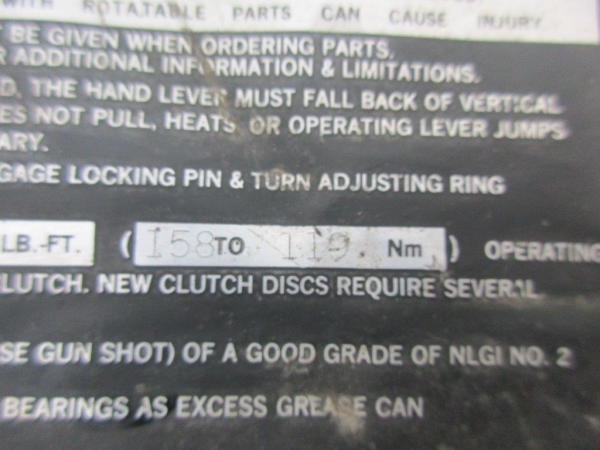 WITH ROTATABLE PARTS CAN CAUSE INJURY
BE GIVEN WHEN ORDERING PARTS.
ADDITIONAL INFORMATION & LIMITATIONS.
D. THE HAND LEVER MUST FALL BACK OF VERTICAL
ES NOT PULL, HEATS OR OPERATING LEVER JUMPS
ARY.
GAGE LOCKING PIN & TURN ADJUSTING RING
LB.-FT. ( 158 TO 119 Nm ) OPERATING
LUTCH. NEW CLUTCH DISCS REQUIRE SEVERAL
SE GUN SHOT) OF A GOOD GRADE OF NLGI NO. 2
BEARINGS AS EXCESS GREASE CAN